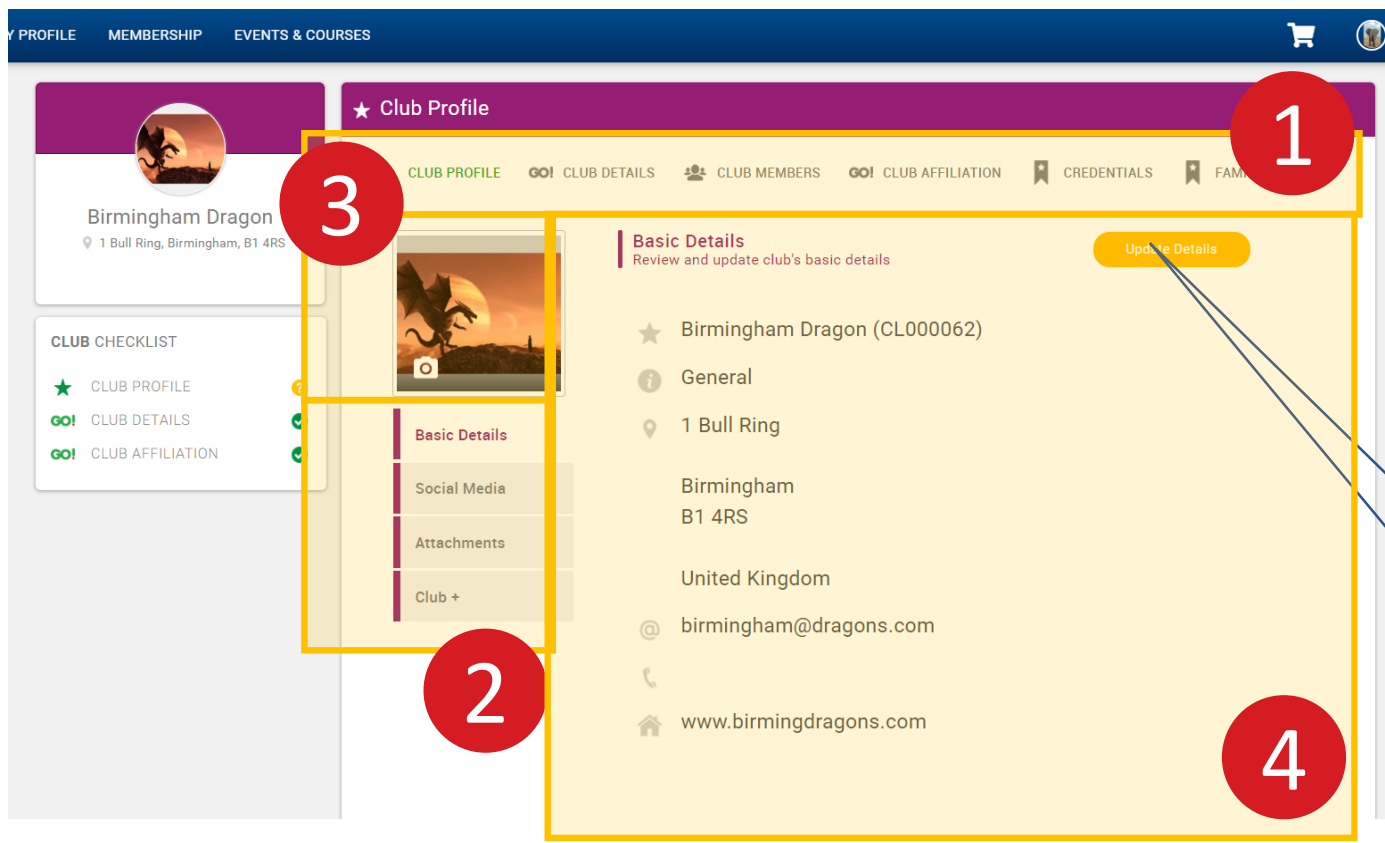 Y PROFILE MEMBERSHIP EVENTS & COURSES
Club Profile
1
CLUB PROFILE GO! CLUB DETAILS CLUB MEMBERS GO! CLUB AFFILIATION CREDENTIALS
3
Birmingham Dragon
1 Bull Ring, Birmingham, B1 4RS
CLUB CHECKLIST
CLUB PROFILE ?
GO! CLUB DETAILS
GO! CLUB AFFILIATION
Basic Details
Social Media
Attachments
Club +
2
Basic Details
Review and update club's basic details
Update Details
Birmingham Dragon (CL000062)
General
1 Bull Ring
Birmingham
B1 4RS
United Kingdom
@ birmingham@dragons.com
www.birmingdragons.com
4